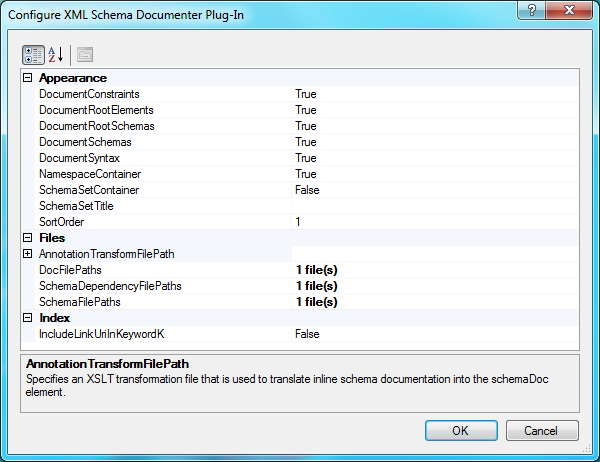 Configure XML Schema Documenter Plug-In
Appearance
DocumentConstraints True
DocumentRootElements True
DocumentRootSchemas True
DocumentSchemas True
DocumentSyntax True
NamespaceContainer True
SchemaSetContainer False
SchemaSetTitle
SortOrder 1
Files
AnnotationTransformFilePath
DocFilePaths 1 file(s)
SchemaDependencyFilePaths 1 file(s)
SchemaFilePaths 1 file(s)
Index
IncludeLinkUriInKeywordK False
AnnotationTransformFilePath
Specifies an XSLT transformation file that is used to translate inline schema documentation into the schemaDoc
element.
OK Cancel